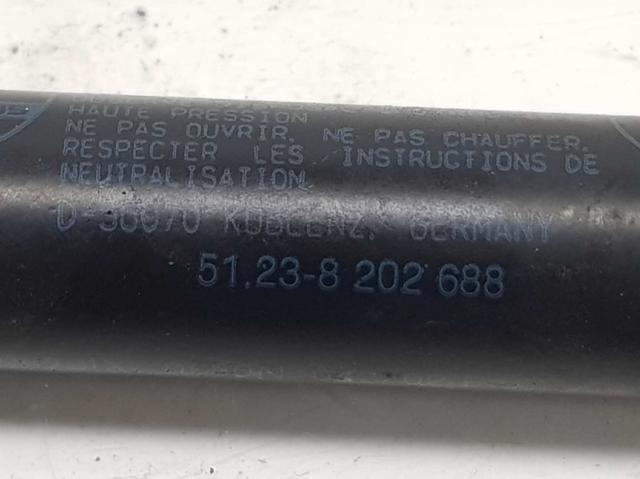 HAUTE PRESSION
NE PAS OUVRIR, NE PAS CHAUFFER.
RESPECTER LES INSTRUCTIONS DE
NEUTRALISATION
D-56070 KOBLENZ, GERMANY
51.23-8 202 688